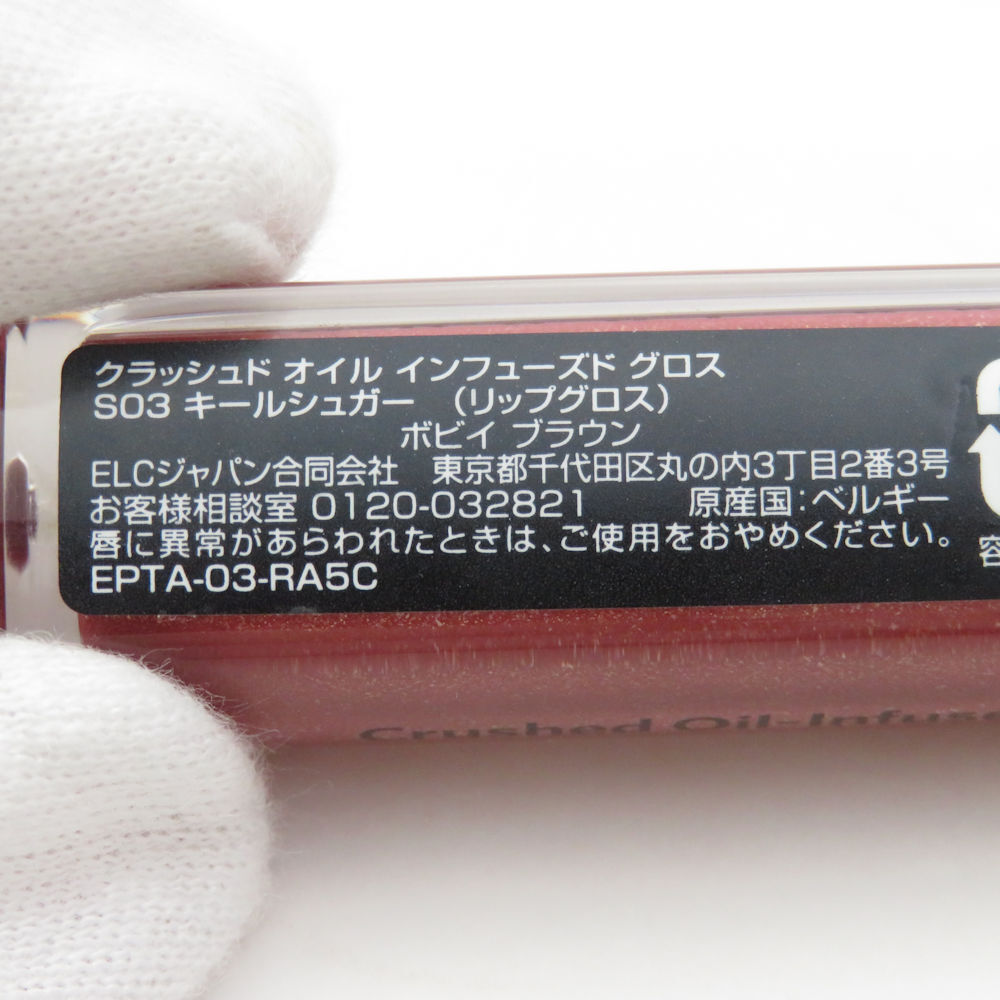 クラッシュド オイル インフューズド グロス
S03 キールシュガー （リップグロス）
ボビイ ブラウン
ELCジャパン合同会社 東京都千代田区丸の内3丁目2番3号
お客様相談室 0120-032821 原産国：ベルギー
唇に異常があらわれたときは、ご使用をおやめください。
EPTA-03-RA5C
容
Crushed Oil-Infuse